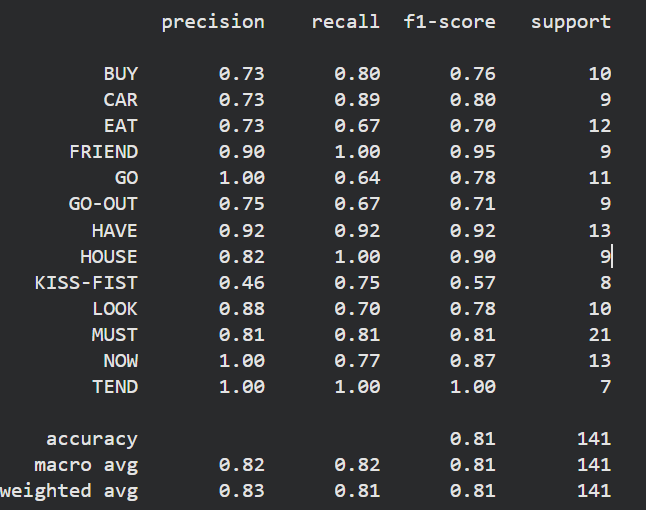 precision recall f1-score support
BUY 0.73 0.80 0.76 10
CAR 0.73 0.89 0.80 9
EAT 0.73 0.67 0.70 12
FRIEND 0.90 1.00 0.95 9
GO 1.00 0.64 0.78 11
GO-OUT 0.75 0.67 0.71 9
HAVE 0.92 0.92 0.92 13
HOUSE 0.82 1.00 0.90 9
KISS-FIST 0.46 0.75 0.57 8
LOOK 0.88 0.70 0.78 10
MUST 0.81 0.81 0.81 21
NOW 1.00 0.77 0.87 13
TEND 1.00 1.00 1.00 7
accuracy 0.81 141
macro avg 0.82 0.82 0.81 141
weighted avg 0.83 0.81 0.81 141